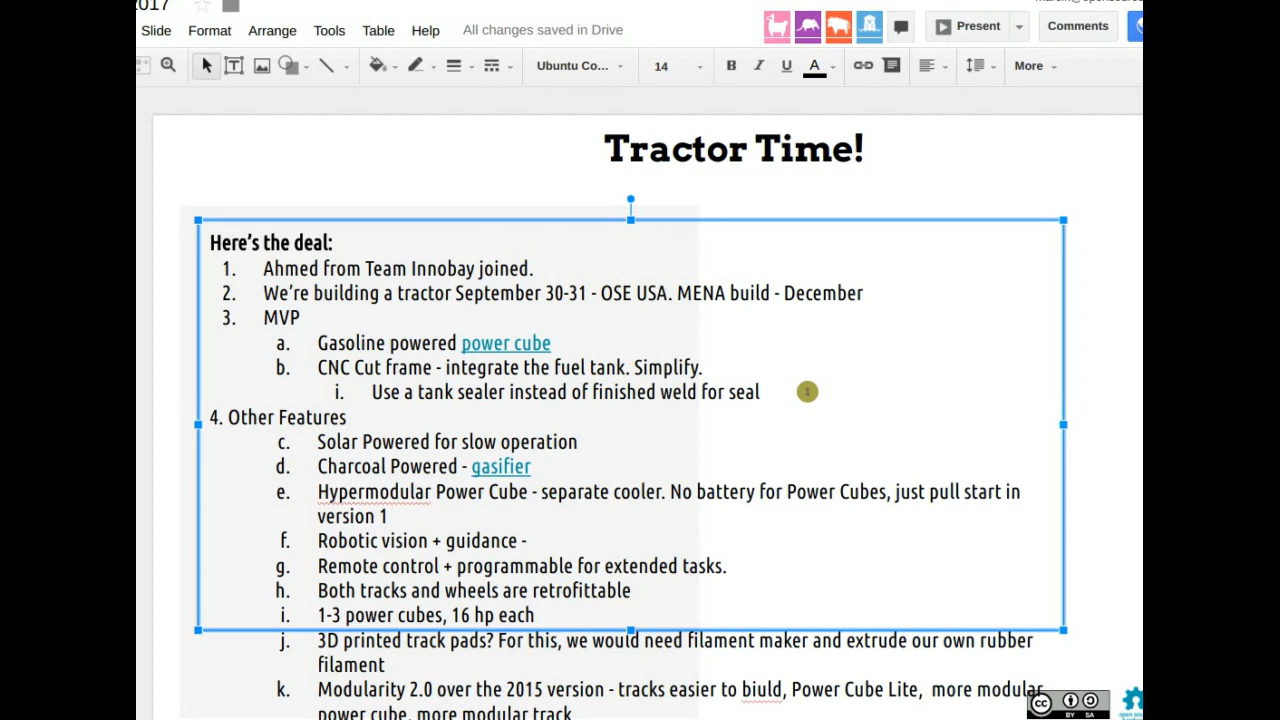 2017
Slide Format Arrange Tools Table Help All changes saved in Drive Present Comments
Ubuntu Co... 14 B I U A More
Tractor Time!
Here's the deal:
1. Ahmed from Team Innobay joined.
2. We're building a tractor September 30-31 - OSE USA. MENA build - December
3. MVP
a. Gasoline powered power cube
b. CNC Cut frame - integrate the fuel tank. Simplify.
i. Use a tank sealer instead of finished weld for seal
4. Other Features
c. Solar Powered for slow operation
d. Charcoal Powered - gasifier
e. Hypermodular Power Cube - separate cooler. No battery for Power Cubes, just pull start in
version 1
f. Robotic vision + guidance -
g. Remote control + programmable for extended tasks.
h. Both tracks and wheels are retrofittable
i. 1-3 power cubes, 16 hp each
j. 3D printed track pads? For this, we would need filament maker and extrude our own rubber
filament
k. Modularity 2.0 over the 2015 version - tracks easier to biuld, Power Cube Lite, more modular
power cube, more modular track
cc BY SA